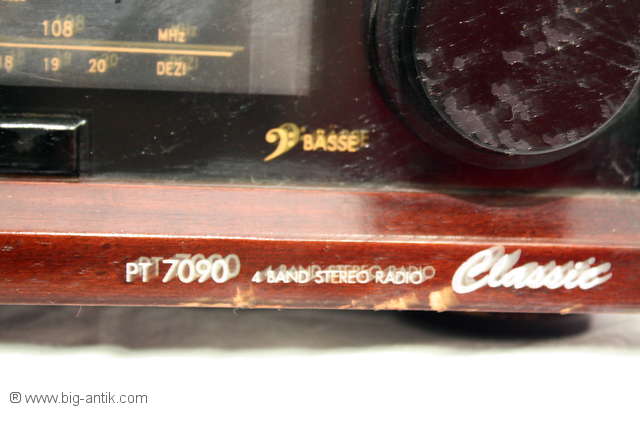 108 MHz
18 19 20 DEZI
BASSE
PT 7090 4 BAND STEREO RADIO Classic
® www.big-antik.com